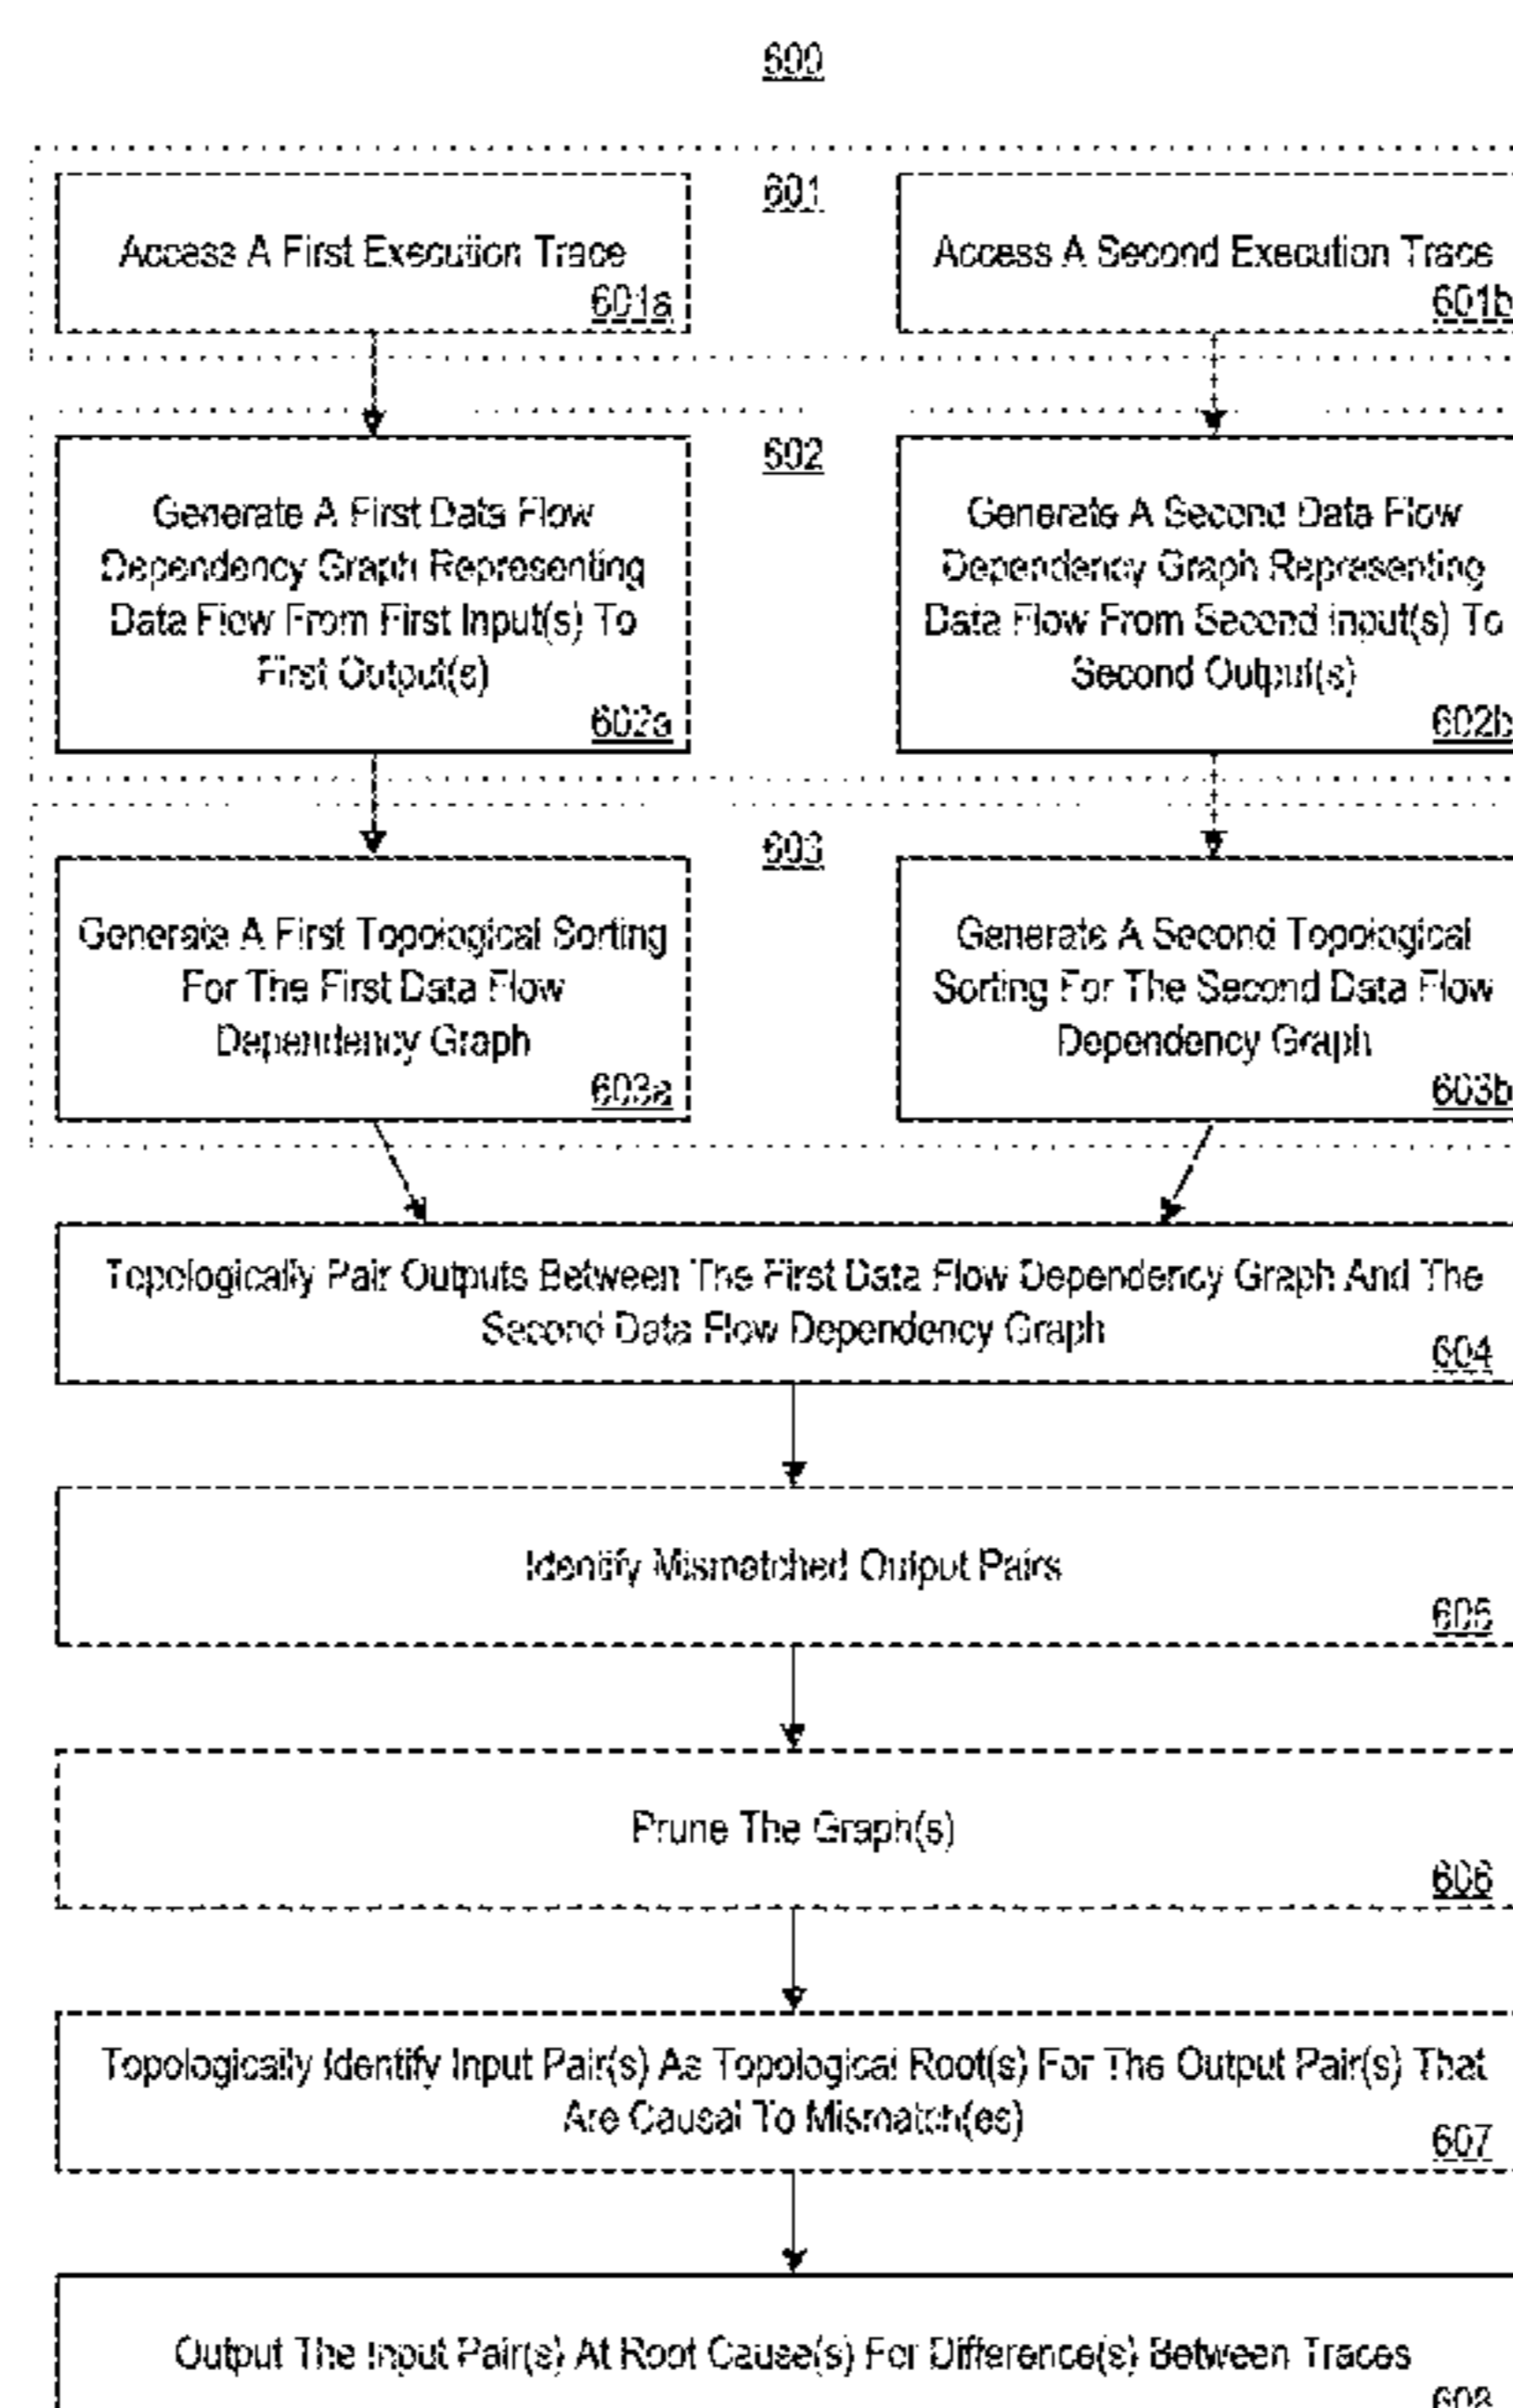 600
601
Access A First Execution Trace
601a
Access A Second Execution Trace
601b
602
Generate A First Data Flow
Dependency Graph Representing
Data Flow From First Input(s) To
First Output(s)
602a
Generate A Second Data Flow
Dependency Graph Representing
Data Flow From Second Input(s) To
Second Output(s)
602b
603
Generate A First Topological Sorting
For The First Data Flow
Dependency Graph
603a
Generate A Second Topological
Sorting For The Second Data Flow
Dependency Graph
603b
Topologically Pair Outputs Between The First Data Flow Dependency Graph And The
Second Data Flow Dependency Graph
604
Identify Mismatched Output Pairs
605
Prune The Graph(s)
606
Topologically Identify Input Pair(s) As Topological Root(s) For The Output Pair(s) That
Are Causal To Mismatch(es)
607
Output The Input Pair(s) At Root Cause(s) For Difference(s) Between Traces
608